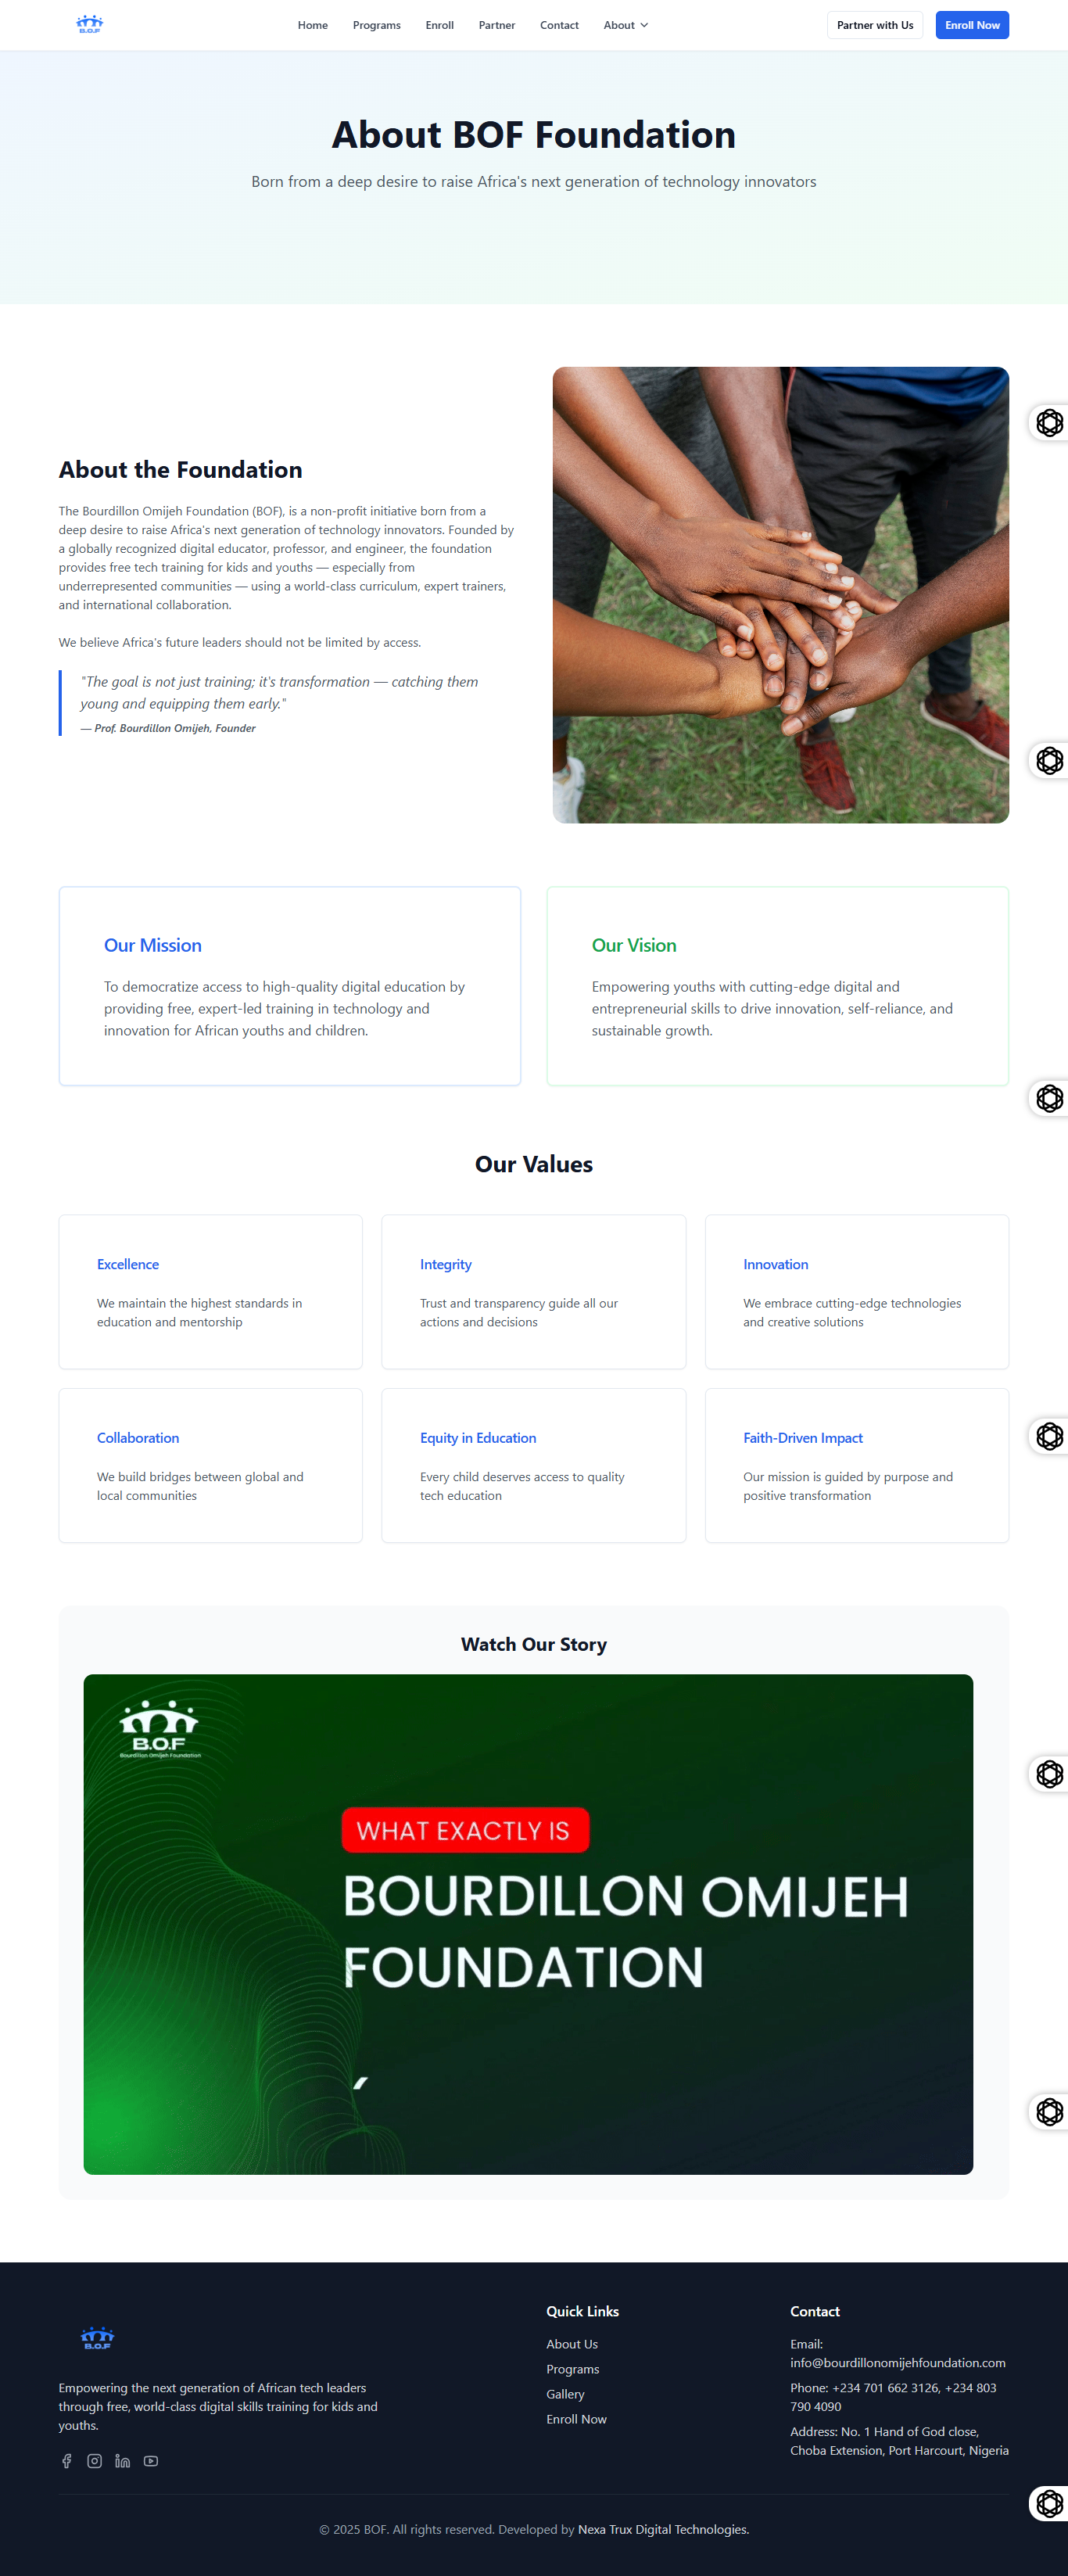 B.O.F
Home
Programs
Enroll
Partner
Contact
About
Partner with Us
Enroll Now
About BOF Foundation
Born from a deep desire to raise Africa's next generation of technology innovators
About the Foundation
The Bourdillon Omijeh Foundation (BOF), is a non-profit initiative born from a
deep desire to raise Africa's next generation of technology innovators. Founded by
a globally recognized digital educator, professor, and engineer, the foundation
provides free tech training for kids and youths — especially from
underrepresented communities — using a world-class curriculum, expert trainers,
and international collaboration.
We believe Africa's future leaders should not be limited by access.
"The goal is not just training; it's transformation — catching them
young and equipping them early."
— Prof. Bourdillon Omijeh, Founder
Our Mission
To democratize access to high-quality digital education by
providing free, expert-led training in technology and
innovation for African youths and children.
Our Vision
Empowering youths with cutting-edge digital and
entrepreneurial skills to drive innovation, self-reliance, and
sustainable growth.
Our Values
Excellence
We maintain the highest standards in
education and mentorship
Integrity
Trust and transparency guide all our
actions and decisions
Innovation
We embrace cutting-edge technologies
and creative solutions
Collaboration
We build bridges between global and
local communities
Equity in Education
Every child deserves access to quality
tech education
Faith-Driven Impact
Our mission is guided by purpose and
positive transformation
Watch Our Story
B.O.F
Bourdillon Omijeh Foundation
WHAT EXACTLY IS
BOURDILLON OMIJEH
FOUNDATION
B.O.F
Empowering the next generation of African tech leaders
through free, world-class digital skills training for kids and
youths.
Quick Links
About Us
Programs
Gallery
Enroll Now
Contact
Email:
info@bourdillonomijehfoundation.com
Phone: +234 701 662 3126, +234 803
790 4090
Address: No. 1 Hand of God close,
Choba Extension, Port Harcourt, Nigeria
© 2025 BOF. All rights reserved. Developed by Nexa Trux Digital Technologies.